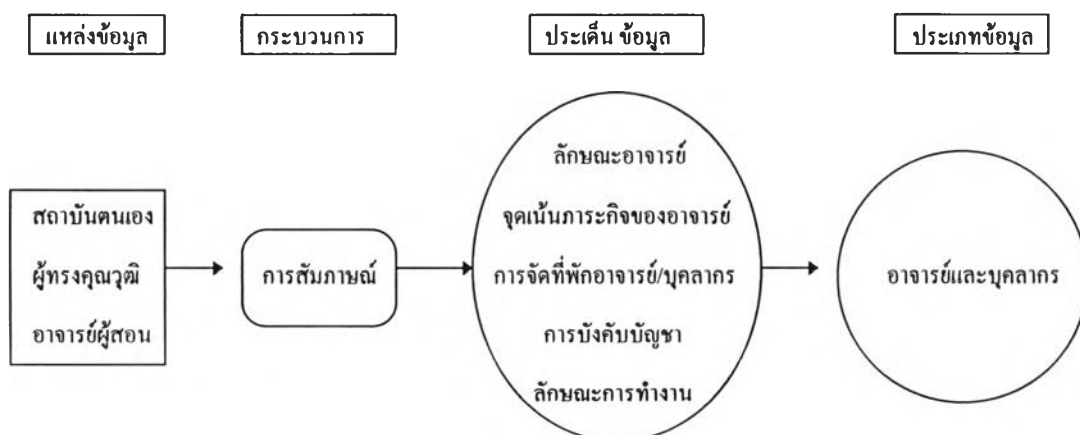 แหล่งข้อมูล
กระบวนการ
ประเด็น ข้อมูล
ประเภทข้อมูล
สถาบันตนเอง
ผู้ทรงคุณวุฒิ
อาจารย์ผู้สอน
การสัมภาษณ์
ลักษณะอาจารย์
จุดเน้นภาระกิจของอาจารย์
การจัดที่พักอาจารย์/บุคลากร
การบังคับบัญชา
ลักษณะการทำงาน
อาจารย์และบุคลากร